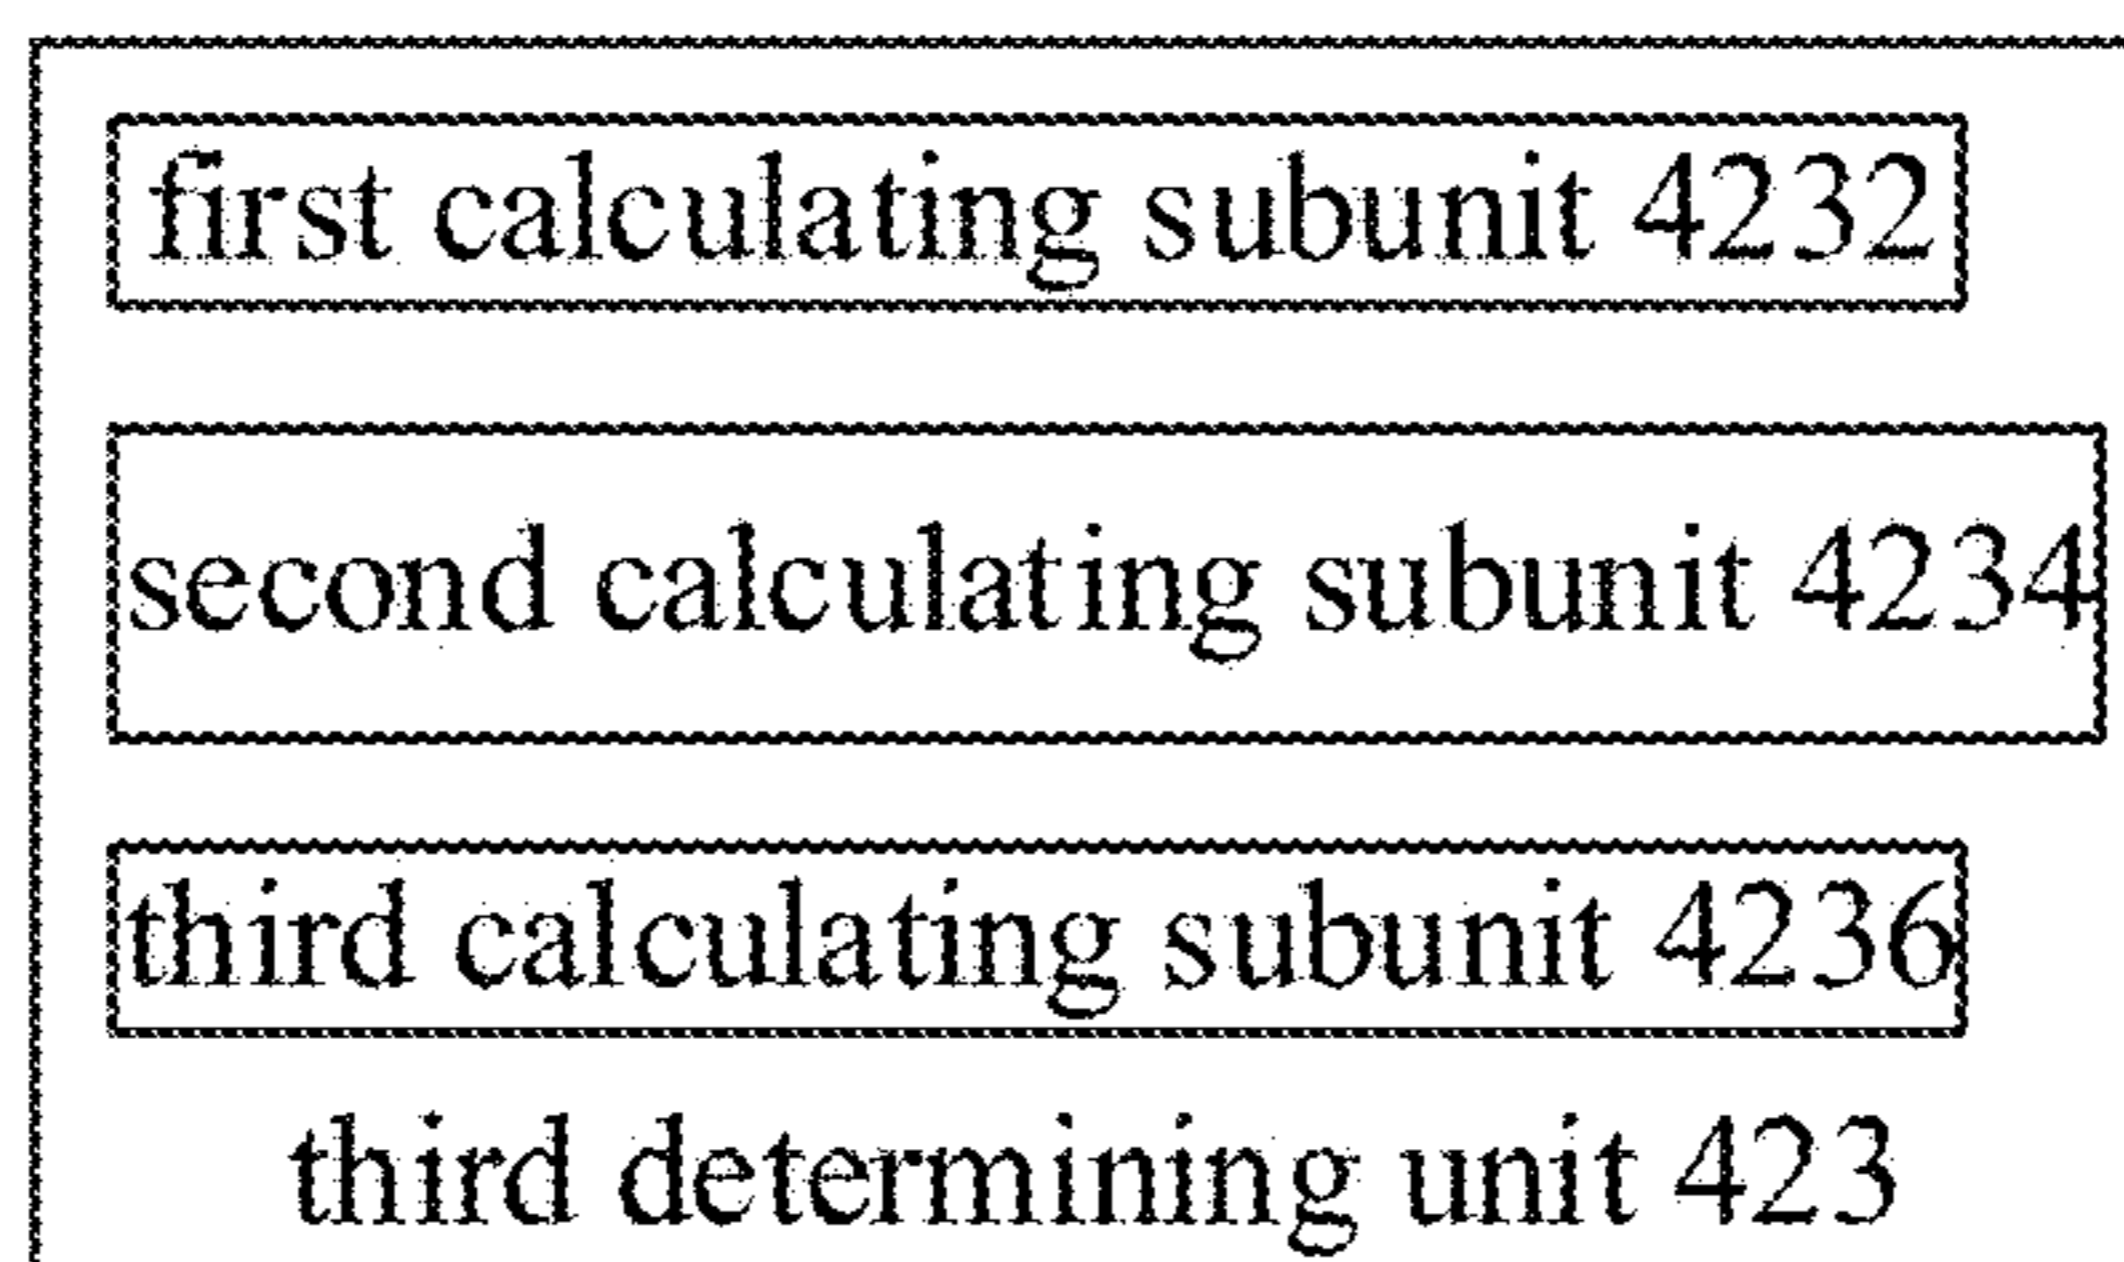 first calculating subunit 4232
second calculating subunit 4234
third calculating subunit 4236
third determining unit 423